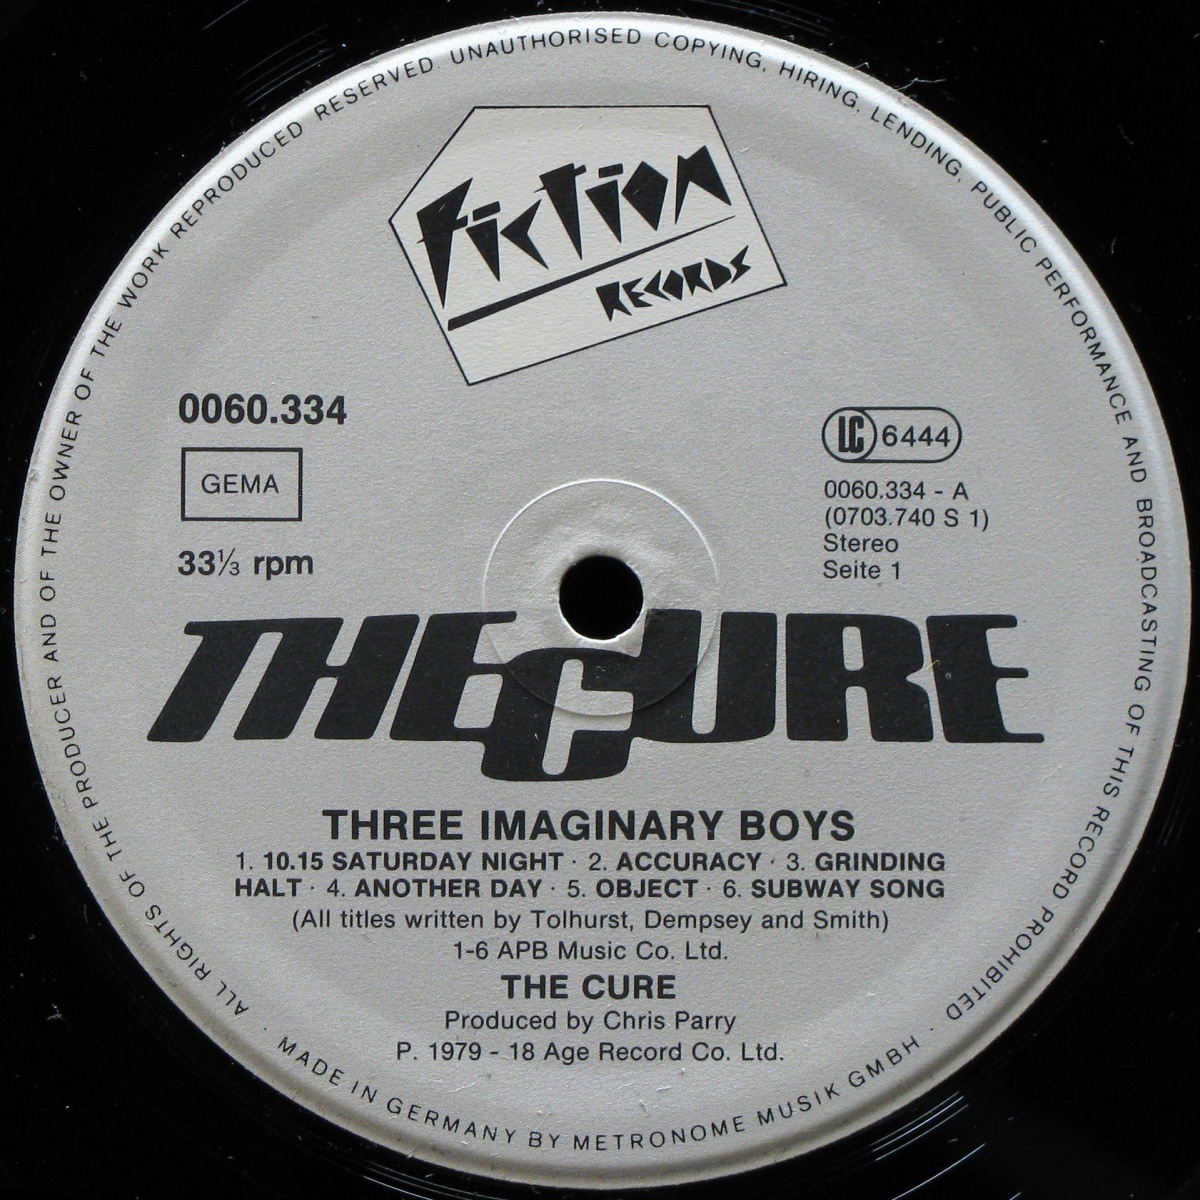 Fiction
RECORDS
0060.334
GEMA
33⅓ rpm
LC 6444
0060.334 - A
(0703.740 S 1)
Stereo
Seite 1
THE CURE
THREE IMAGINARY BOYS
1. 10.15 SATURDAY NIGHT · 2. ACCURACY · 3. GRINDING
HALT · 4. ANOTHER DAY · 5. OBJECT · 6. SUBWAY SONG
(All titles written by Tolhurst, Dempsey and Smith)
1-6 APB Music Co. Ltd.
THE CURE
Produced by Chris Parry
P. 1979 - 18 Age Record Co. Ltd.
ALL RIGHTS OF THE PRODUCER AND OF THE OWNER OF THE WORK REPRODUCED RESERVED. UNAUTHORISED COPYING, HIRING, LENDING, PUBLIC PERFORMANCE AND BROADCASTING OF THIS RECORD PROHIBITED ·
MADE IN GERMANY BY METRONOME MUSIK GMBH ·